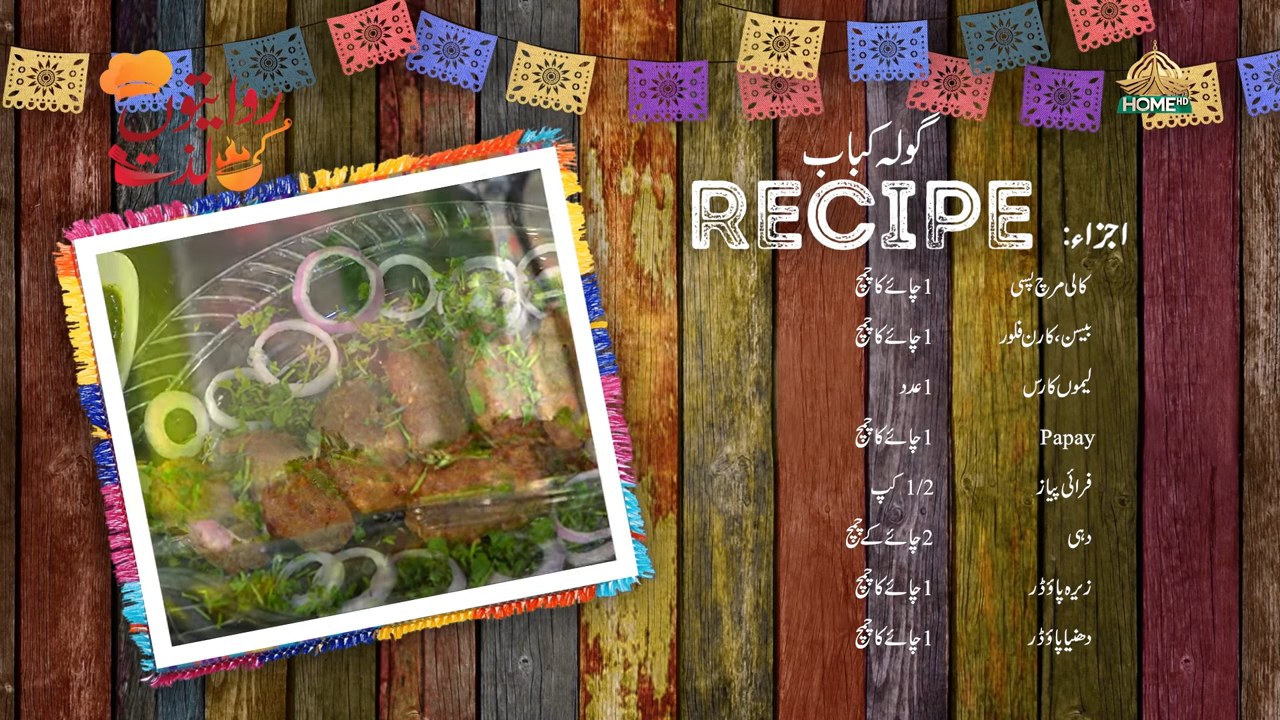 روایتوں
کی لذت
HOME HD
گولہ کباب
RECIPE
اجزاء:
کالی مرچ پسی 1 چائے کا چمچ
بیسن، کارن فلور 1 چائے کا چمچ
لیموں کا رس 1 عدد
Papay 1 چائے کا چمچ
فرائی پیاز 1/2 کپ
دہی 2 چائے کے چمچ
زیرہ پاؤڈر 1 چائے کا چمچ
دھنیا پاؤڈر 1 چائے کا چمچ